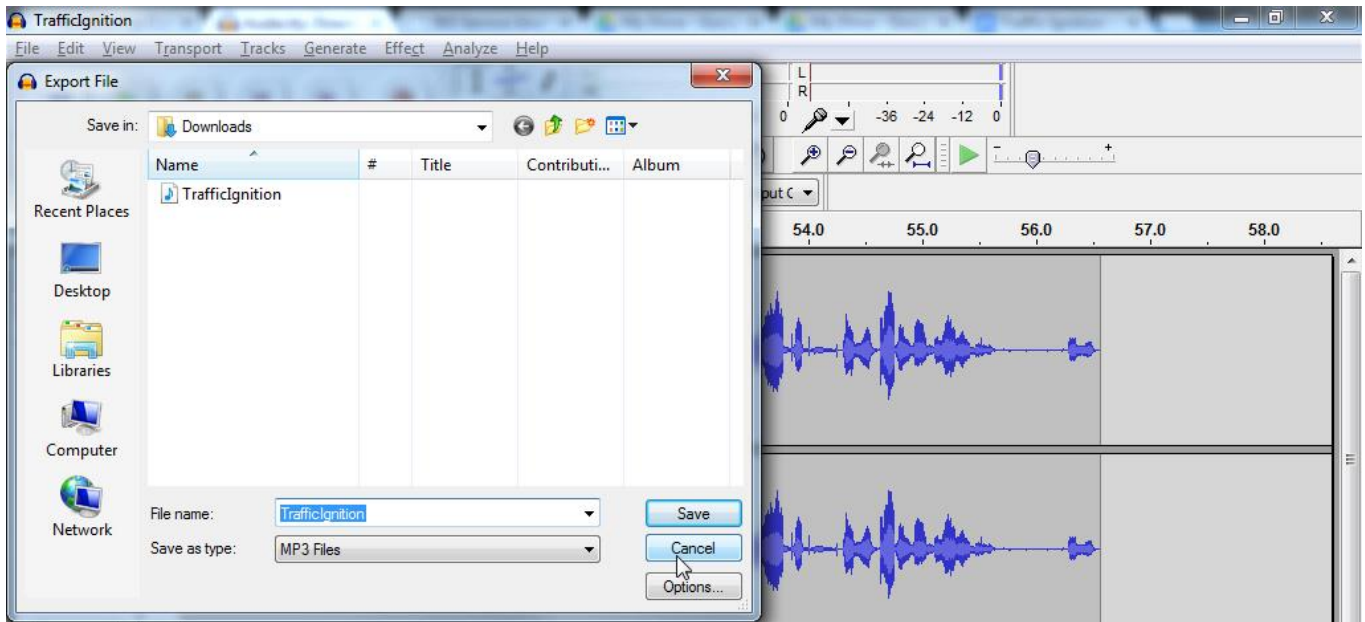 TrafficIgnition
File Edit View Transport Tracks Generate Effect Analyze Help
Export File
Save in: Downloads
Name # Title Contributi... Album
TrafficIgnition
Recent Places
Desktop
Libraries
Computer
Network
File name: TrafficIgnition
Save as type: MP3 Files
Save
Cancel
Options...
L
R
0 -36 -24 -12 0
- +
put C
54.0 55.0 56.0 57.0 58.0